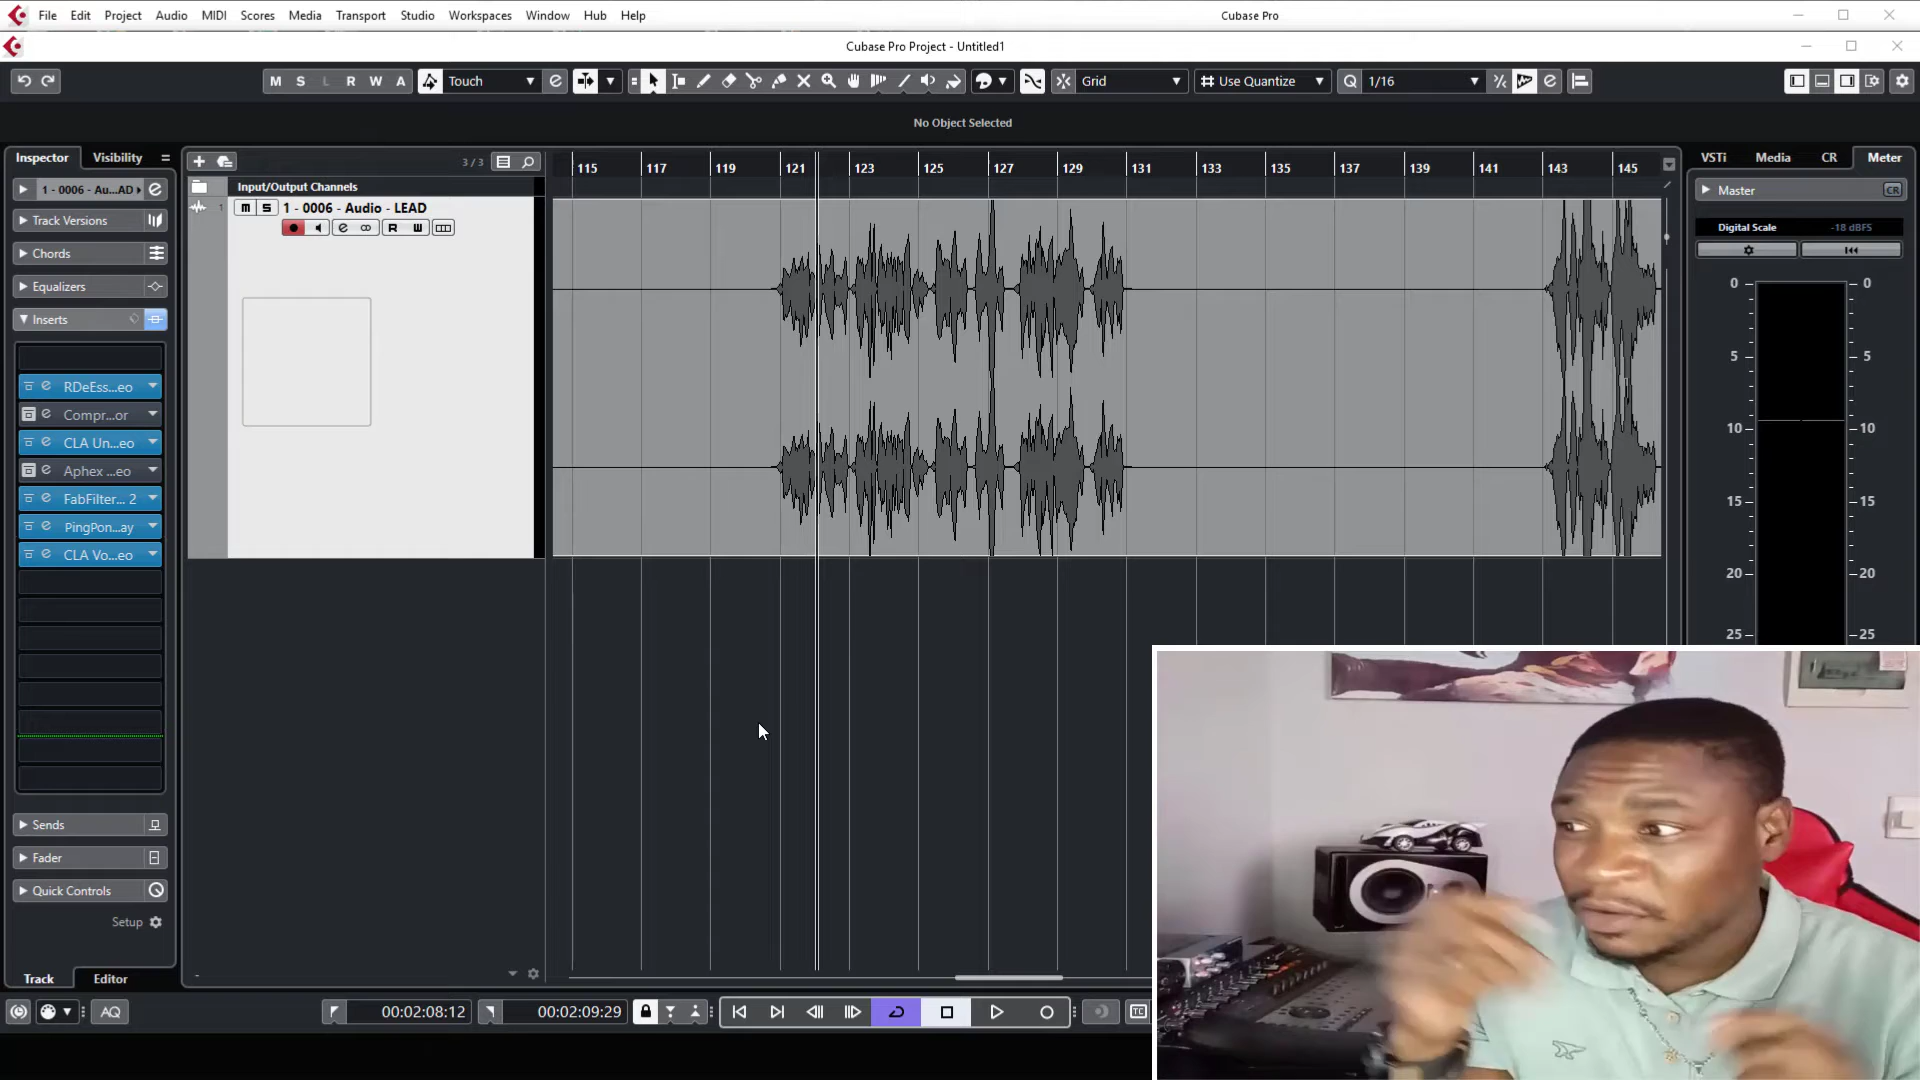 File Edit Project Audio MIDI Scores Media Transport Studio Workspaces Window Hub Help
Cubase Pro
Cubase Pro Project - Untitled1
M S L R W A
Touch
Grid
Use Quantize
Q 1/16
No Object Selected
Inspector Visibility
3 / 3
115 117 119 121 123 125 127 129 131 133 135 137 139 141 143 145
VSTi Media CR Meter
1 - 0006 - Au...AD
Input/Output Channels
Master CR
1 m S 1 - 0006 - Audio - LEAD
R W
Track Versions
Chords
Equalizers
Inserts
Digital Scale -18 dBFS
RDeEss...eo
Compr...or
CLA Un...eo
Aphex ...eo
FabFilter... 2
PingPon...ay
CLA Vo...eo
0 0
5 5
10 10
15 15
20 20
25 25
Sends
Fader
Quick Controls
Setup
Track Editor
AQ
00:02:08:12
00:02:09:29
TC